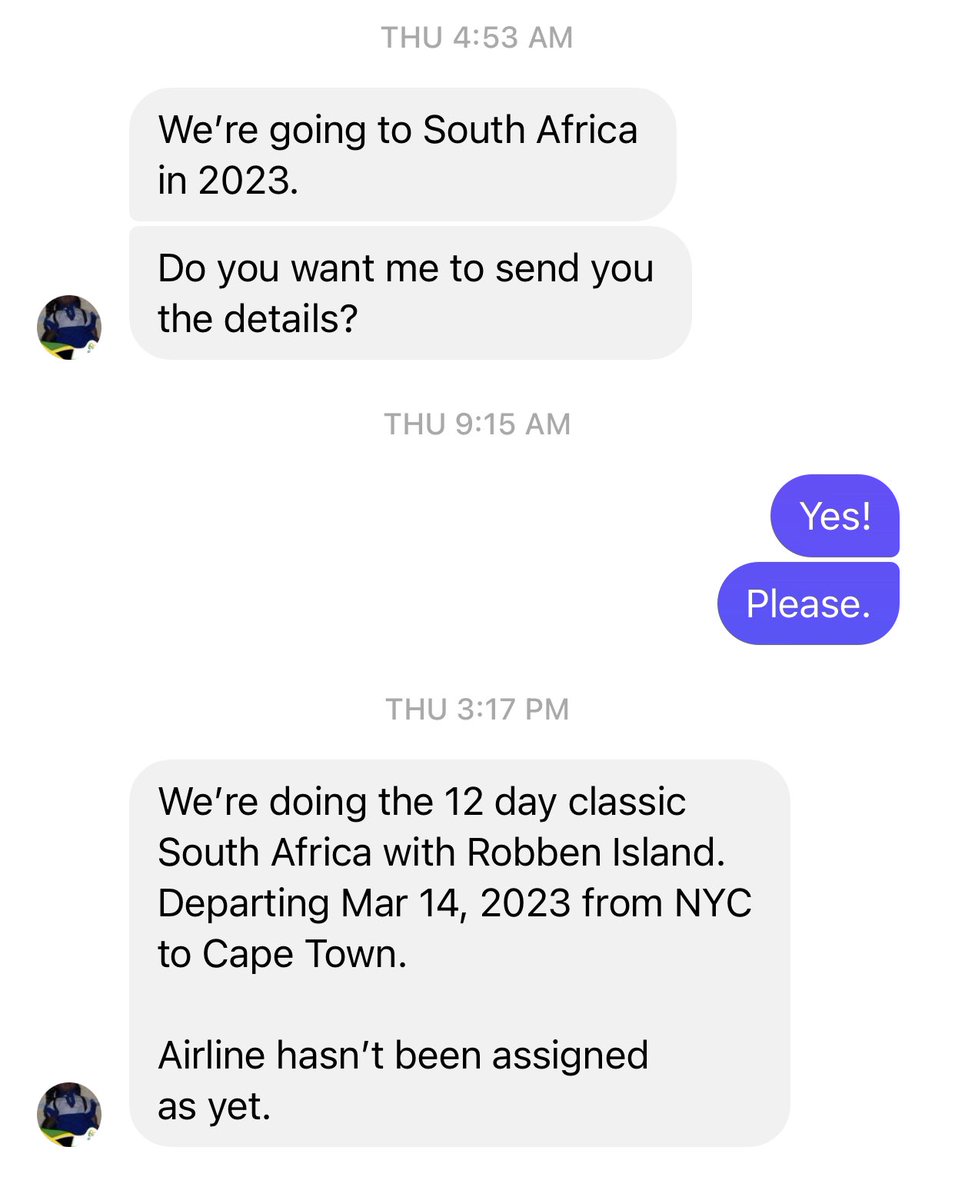 THU 4:53 AM
We’re going to South Africa
in 2023.
Do you want me to send you
the details?
THU 9:15 AM
Yes!
Please.
THU 3:17 PM
We’re doing the 12 day classic
South Africa with Robben Island.
Departing Mar 14, 2023 from NYC
to Cape Town.
Airline hasn’t been assigned
as yet.